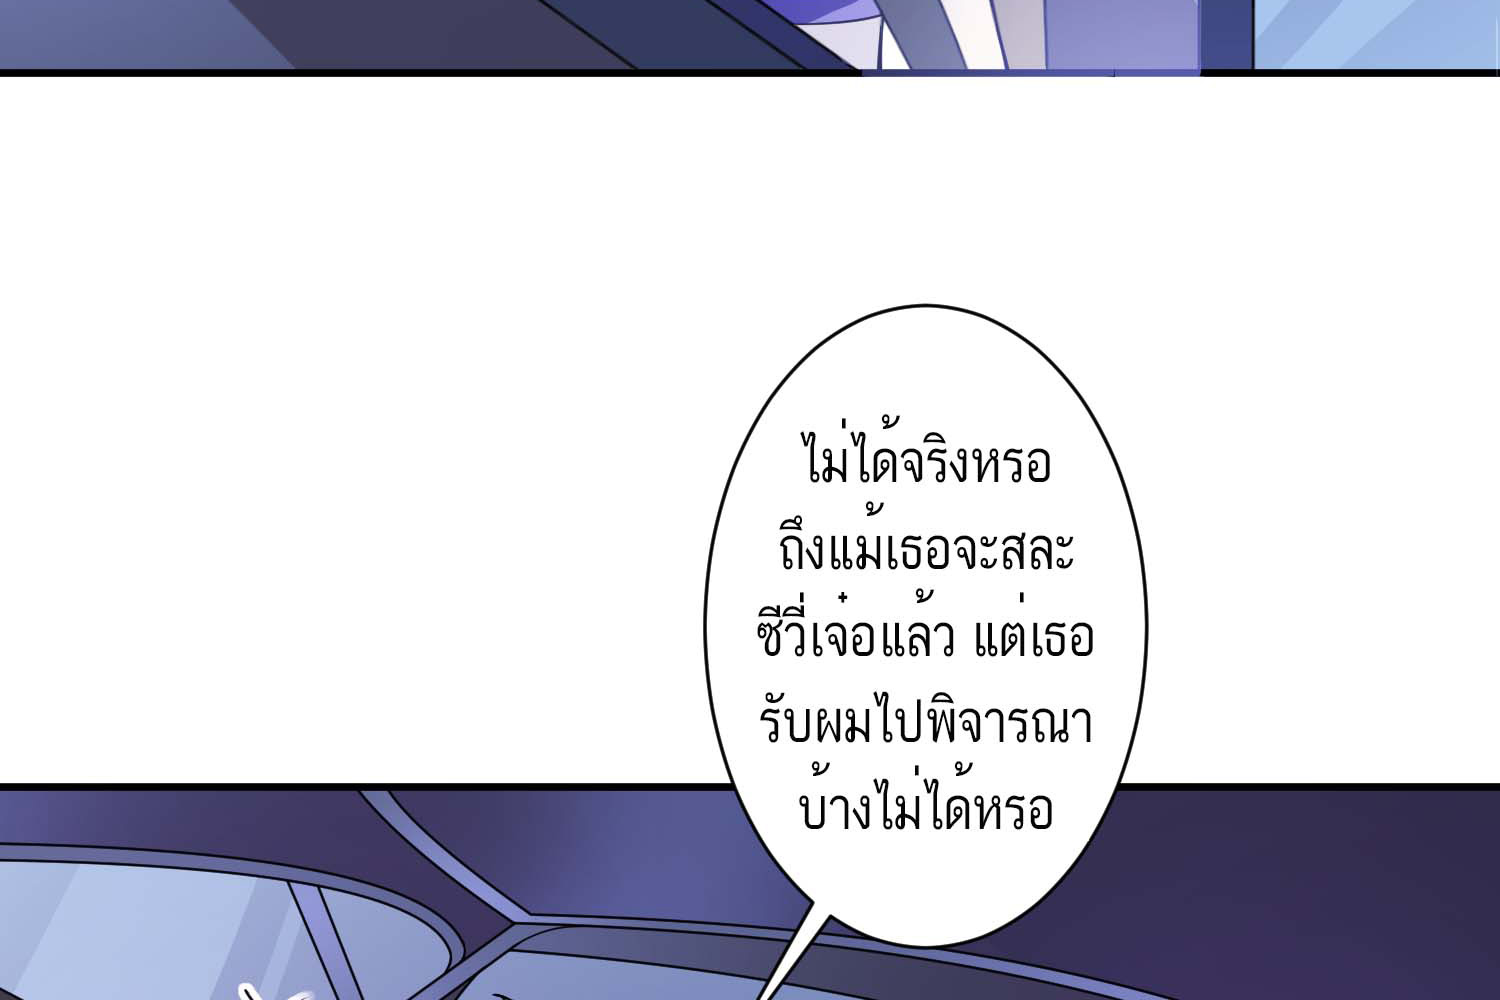 ไม่ได้จริงหรอ
ถึงแม้เธอจะสละ
ซีวี่เจ๋อแล้ว แต่เธอ
รับผมไปพิจารณา
บ้างไม่ได้หรอ